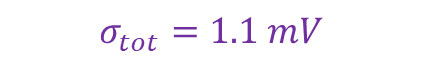 σ_tot = 1.1 mV